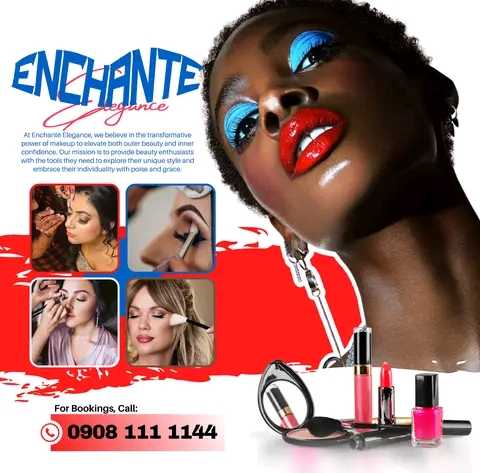 ENCHANTE
Elegance
At Enchanté Elegance, we believe in the transformative
power of makeup to elevate both outer beauty and inner
confidence. Our mission is to provide beauty enthusiasts
with the tools they need to explore their unique style and
embrace their individuality with poise and grace.
For Bookings, Call:
0908 111 1144